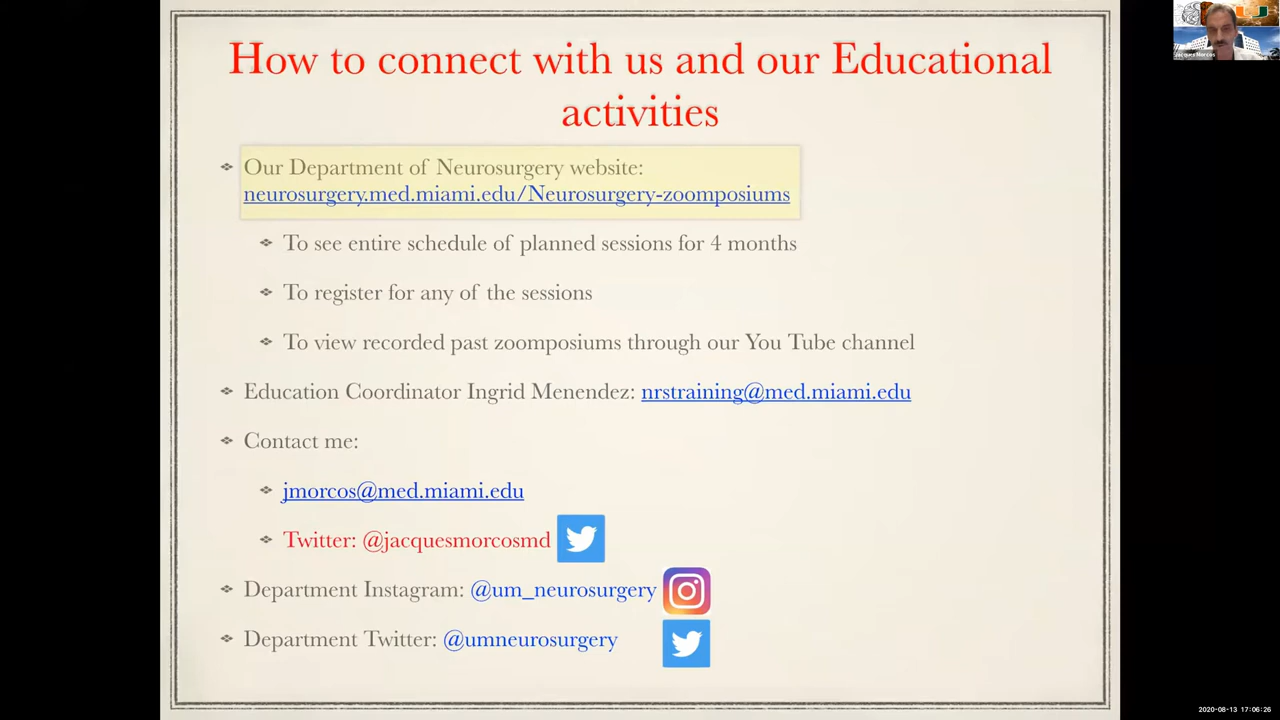 How to connect with us and our Educational
activities
Our Department of Neurosurgery website:
neurosurgery.med.miami.edu/Neurosurgery-zoomposiums
To see entire schedule of planned sessions for 4 months
To register for any of the sessions
To view recorded past zoomposiums through our You Tube channel
Education Coordinator Ingrid Menendez: nrstraining@med.miami.edu
Contact me:
jmorcos@med.miami.edu
Twitter: @jacquesmorcosmd
Department Instagram: @um_neurosurgery
Department Twitter: @umneurosurgery
Jacques Morcos
2020-08-13 17:06:26